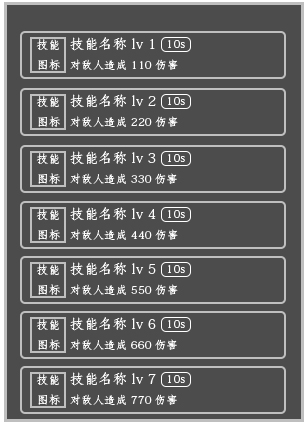 技能 技能名称 lv 1 10s
图标 对敌人造成 110 伤害
技能 技能名称 lv 2 10s
图标 对敌人造成 220 伤害
技能 技能名称 lv 3 10s
图标 对敌人造成 330 伤害
技能 技能名称 lv 4 10s
图标 对敌人造成 440 伤害
技能 技能名称 lv 5 10s
图标 对敌人造成 550 伤害
技能 技能名称 lv 6 10s
图标 对敌人造成 660 伤害
技能 技能名称 lv 7 10s
图标 对敌人造成 770 伤害